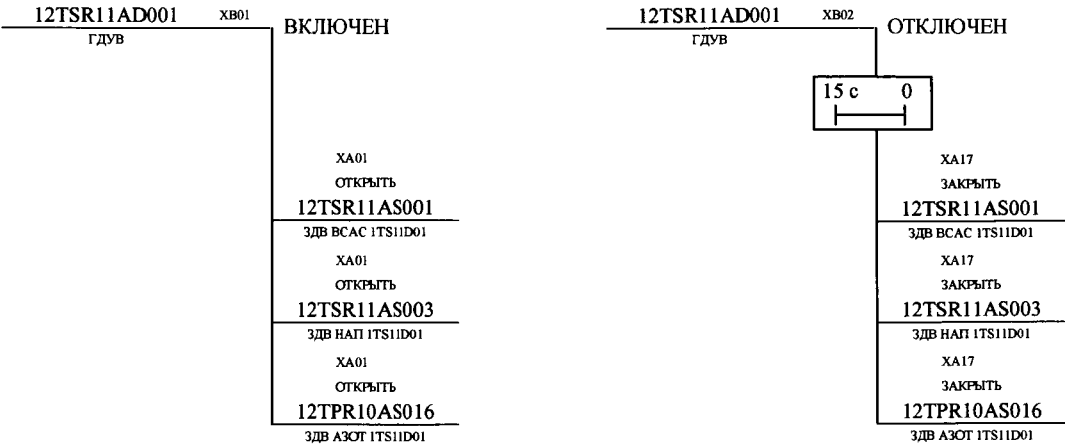 12TSR11AD001 XB01
ВКЛЮЧЕН
ГДУВ
XA01
ОТКРЫТЬ
12TSR11AS001
ЗДВ ВСАС 1TS11D01
XA01
ОТКРЫТЬ
12TSR11AS003
ЗДВ НАП 1TS11D01
XA01
ОТКРЫТЬ
12TPR10AS016
ЗДВ АЗОТ 1TS11D01
12TSR11AD001 XB02
ОТКЛЮЧЕН
ГДУВ
15 с 0
XA17
ЗАКРЫТЬ
12TSR11AS001
ЗДВ ВСАС 1TS11D01
XA17
ЗАКРЫТЬ
12TSR11AS003
ЗДВ НАП 1TS11D01
XA17
ЗАКРЫТЬ
12TPR10AS016
ЗДВ АЗОТ 1TS11D01